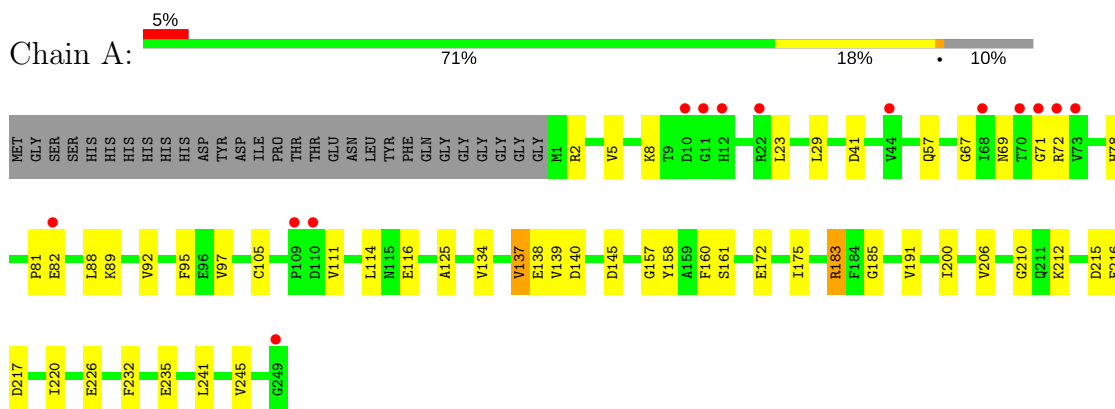 5%
Chain A:
71% 18% • 10%
MET GLY SER SER HIS HIS HIS HIS HIS HIS ASP TYR ASP ILE PRO THR THR GLU ASN LEU TYR PHE GLN GLY GLY GLY GLY GLY GLY M1 R2 V5 K8 T9 D10 G11 H12 R22 L23 L29 D41 V44 Q57 G67 I68 N69 T70 G71 R72 V73 H78
P81 E82 L88 K89 V92 F95 E96 V97 C105 P109 D110 V111 L114 N115 E116 A125 V134 V137 E138 V139 D140 D145 G157 Y158 A159 F160 S161 E172 I175 R183 F184 G185 V191 I200 V206 G210 Q211 K212 D215
D217 I220 E226 F232 E235 L241 V245 G249